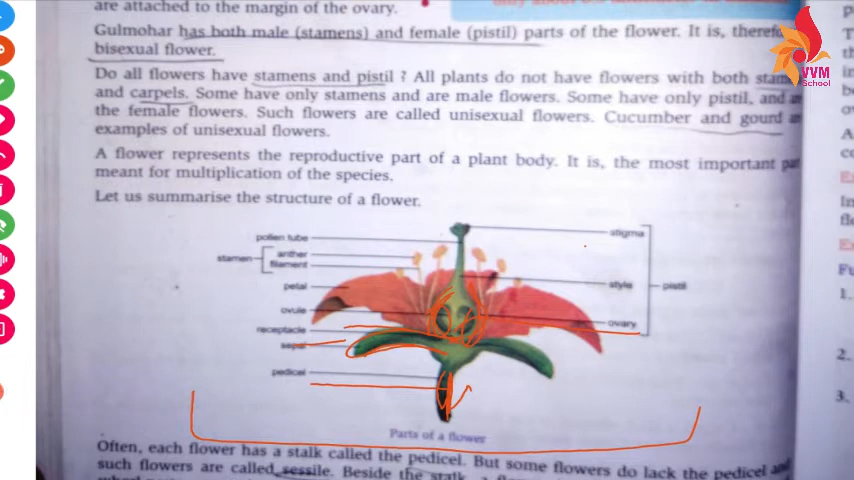 are attached to the margin of the ovary.
Gulmohar has both male (stamens) and female (pistil) parts of the flower. It is, therefo
bisexual flower.
VVM
School
Do all flowers have stamens and pistil ? All plants do not have flowers with both stam
and carpels. Some have only stamens and are male flowers. Some have only pistil, and a
the female flowers. Such flowers are called unisexual flowers. Cucumber and gourd a
examples of unisexual flowers.
A flower represents the reproductive part of a plant body. It is, the most important pa
meant for multiplication of the species.
Let us summarise the structure of a flower.
pollen tube
stigma
stamen
anther
filament
petal
style
pistil
ovule
ovary
receptacle
sepal
pedicel
Parts of a flower
Often, each flower has a stalk called the pedicel. But some flowers do lack the pedicel and
such flowers are called sessile. Beside the stalk, a
1.
2.
3.